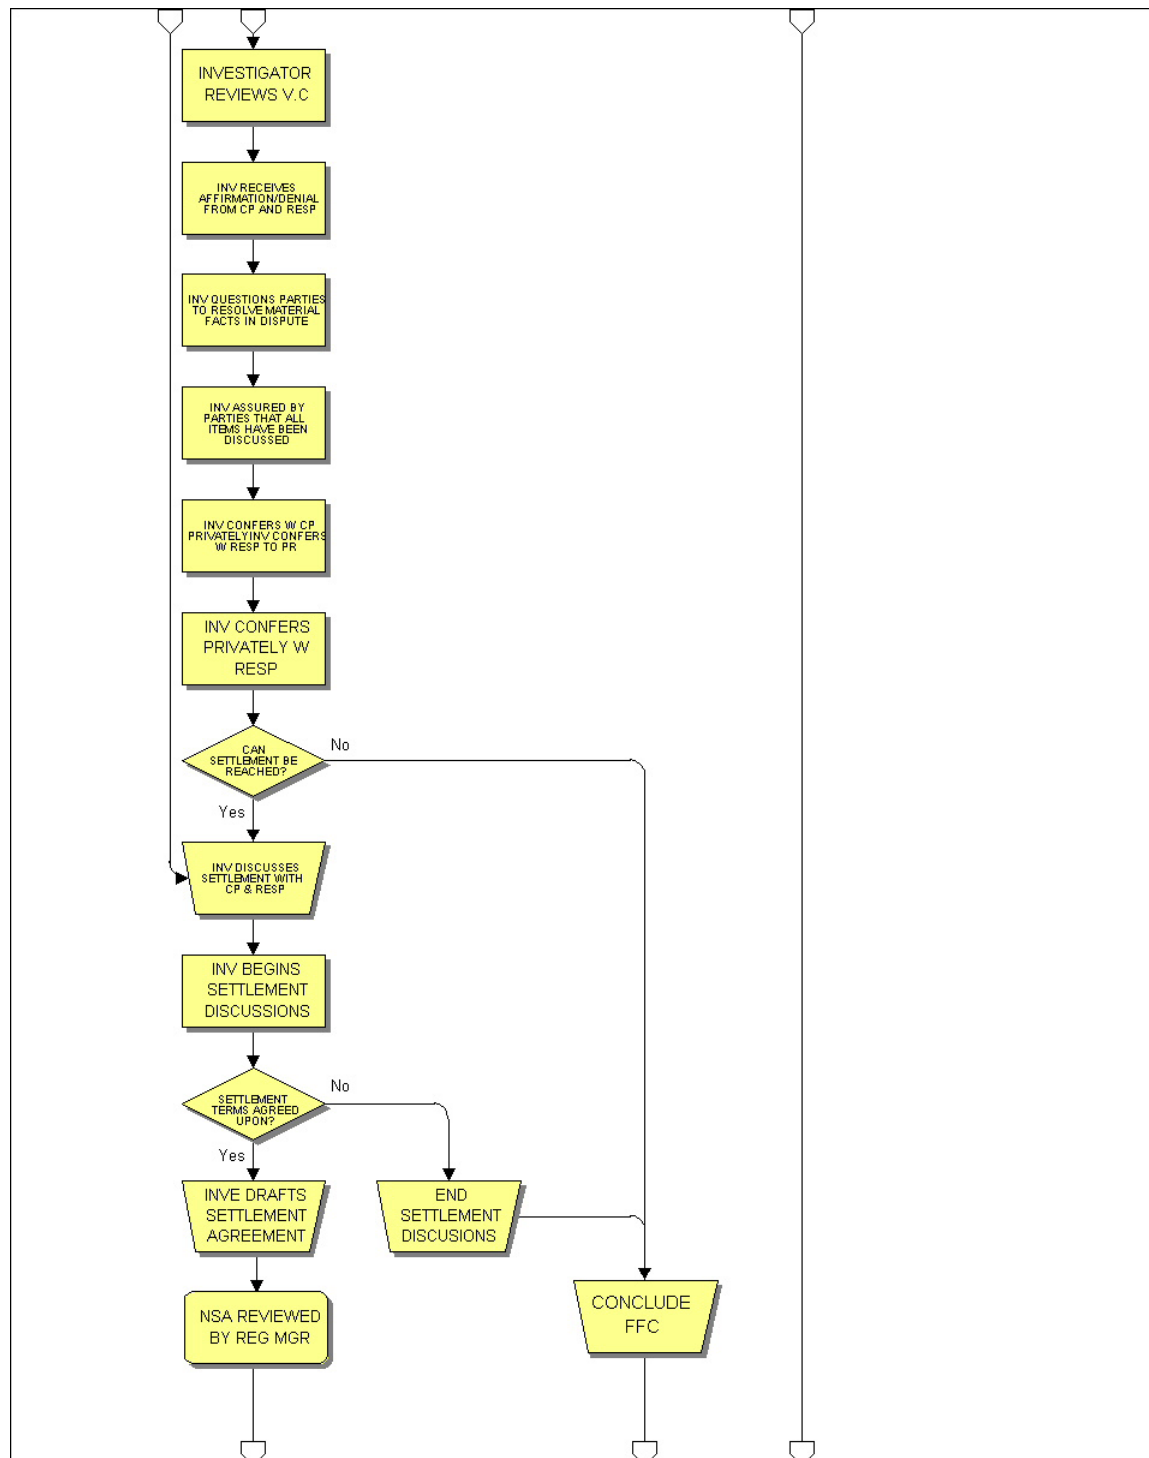 INVESTIGATOR
REVIEWS V.C
INV RECEIVES
AFFIRMATION/DENIAL
FROM CP AND RESP
INV QUESTIONS PARTIES
TO RESOLVE MATERIAL
FACTS IN DISPUTE
INV ASSURED BY
PARTIES THAT ALL
ITEMS HAVE BEEN
DISCUSSED
INV CONFERS W CP
PRIVATELYINV CONFERS
W RESP TO PR
INV CONFERS
PRIVATELY W
RESP
CAN
SETTLEMENT BE
REACHED?
No
Yes
INV DISCUSSES
SETTLEMENT WITH
CP & RESP
INV BEGINS
SETTLEMENT
DISCUSSIONS
SETTLEMENT
TERMS AGREED
UPON?
No
Yes
INVE DRAFTS
SETTLEMENT
AGREEMENT
END
SETTLEMENT
DISCUSIONS
NSA REVIEWED
BY REG MGR
CONCLUDE
FFC